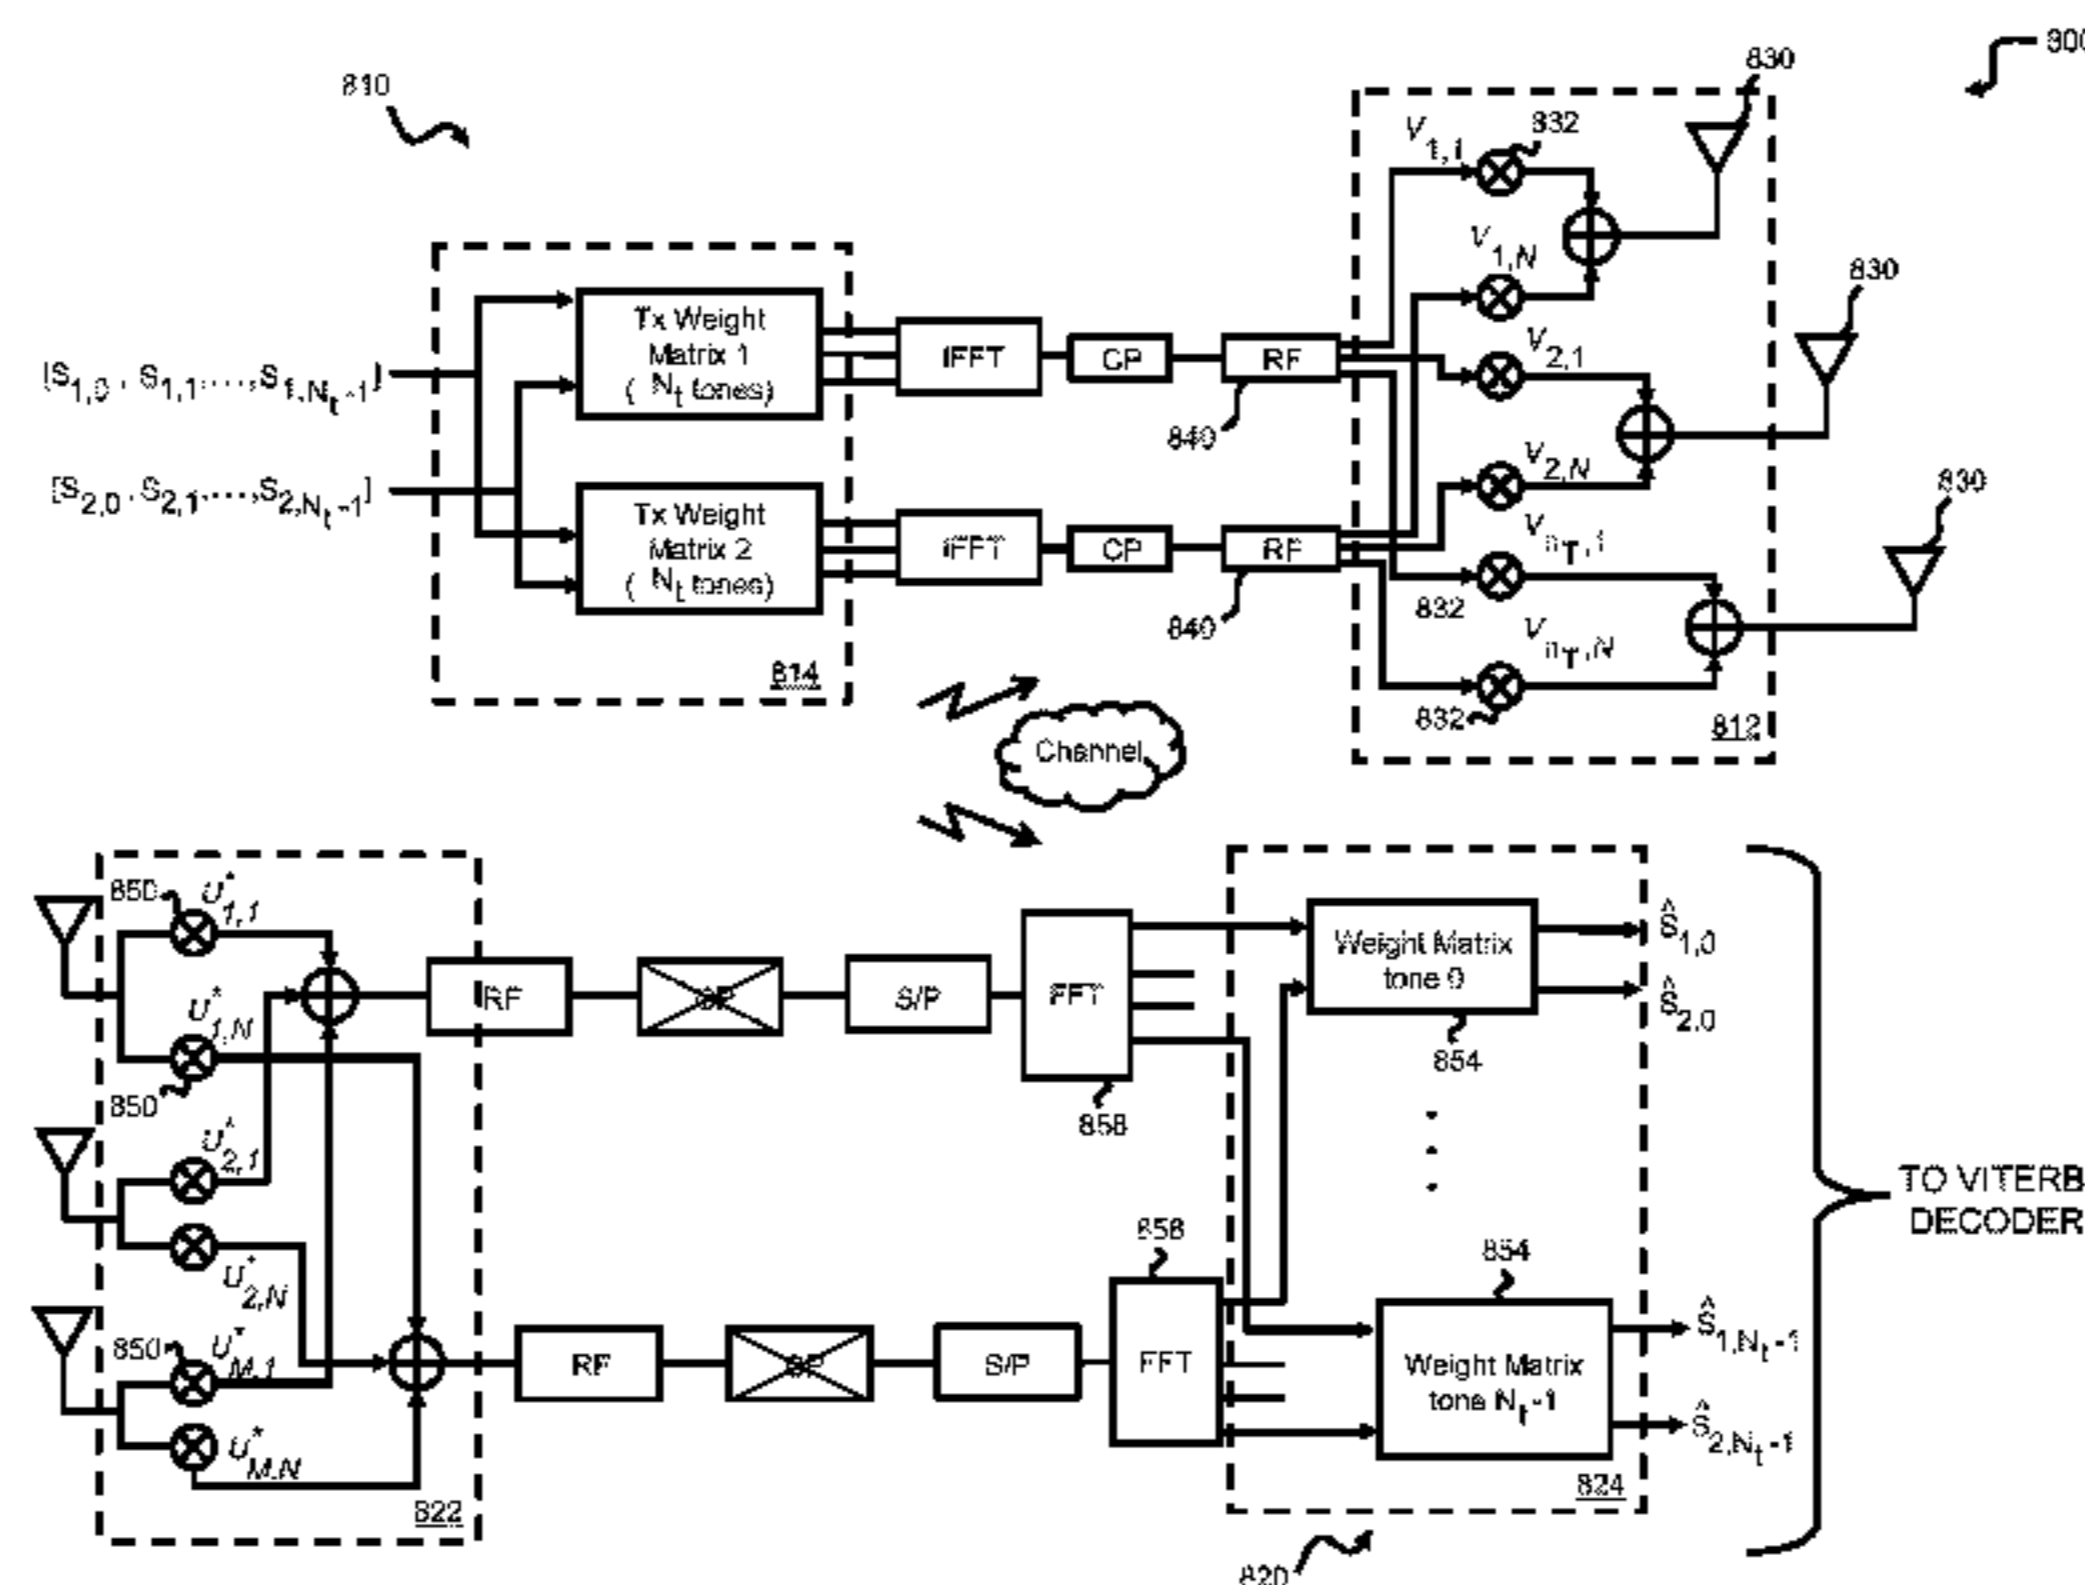 800
810
830
V1,1
832
V1,N
830
Tx Weight
Matrix 1
( Nt tones)
IFFT
CP
RF
840
V2,1
[S1,0 , S1,1,...,S1,Nt-1]
V2,N
830
[S2,0 , S2,1,...,S2,Nt-1]
Tx Weight
Matrix 2
( Nt tones)
IFFT
CP
RF
840
VnT,1
832
VnT,N
832
814
812
Channel
850
U*1,1
U*1,N
850
RF
CP
S/P
FFT
858
Weight Matrix
tone 0
854
Ŝ1,0
Ŝ2,0
U*2,1
U*2,N
TO VITERB
DECODER
858
854
850
U*M,1
U*M,N
RF
CP
S/P
FFT
Weight Matrix
tone Nt-1
Ŝ1,Nt-1
Ŝ2,Nt-1
822
824
820